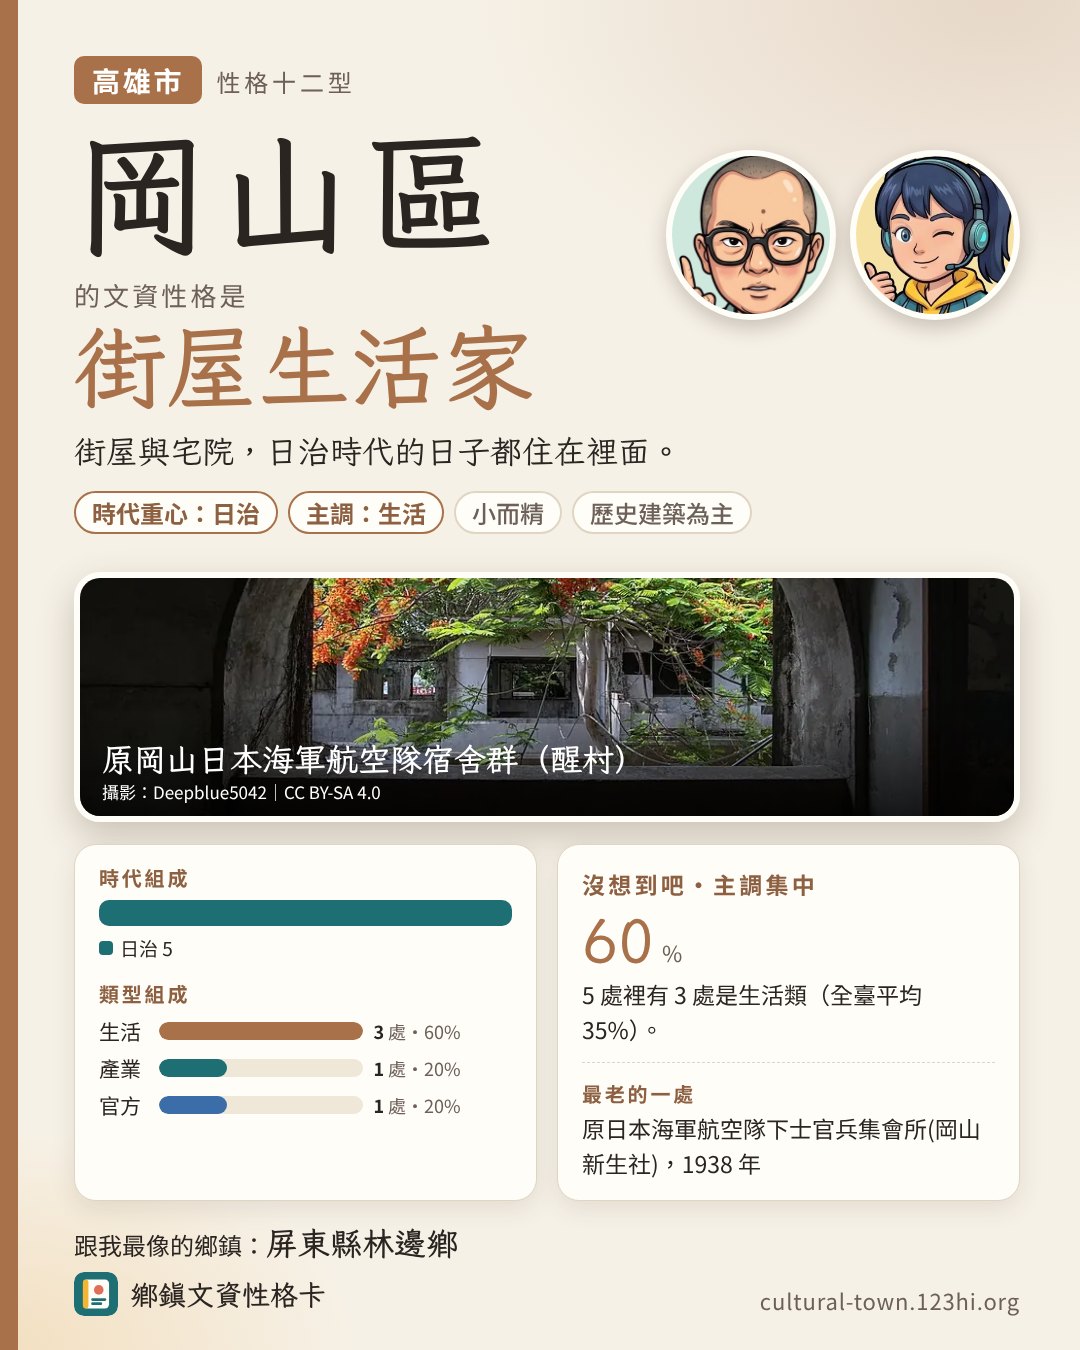 高雄市 性格十二型
岡山區
的文資性格是
街屋生活家
街屋與宅院，日治時代的日子都住在裡面。
時代重心：日治 主調：生活 小而精 歷史建築為主
原岡山日本海軍航空隊宿舍群（醒村）
攝影：Deepblue5042｜CC BY-SA 4.0
時代組成
日治 5
類型組成
生活 3 處・60%
產業 1 處・20%
官方 1 處・20%
沒想到吧・主調集中
60 %
5 處裡有 3 處是生活類（全臺平均
35%）。
最老的一處
原日本海軍航空隊下士官兵集會所(岡山
新生社)，1938 年
跟我最像的鄉鎮：屏東縣林邊鄉
鄉鎮文資性格卡
cultural-town.123hi.org